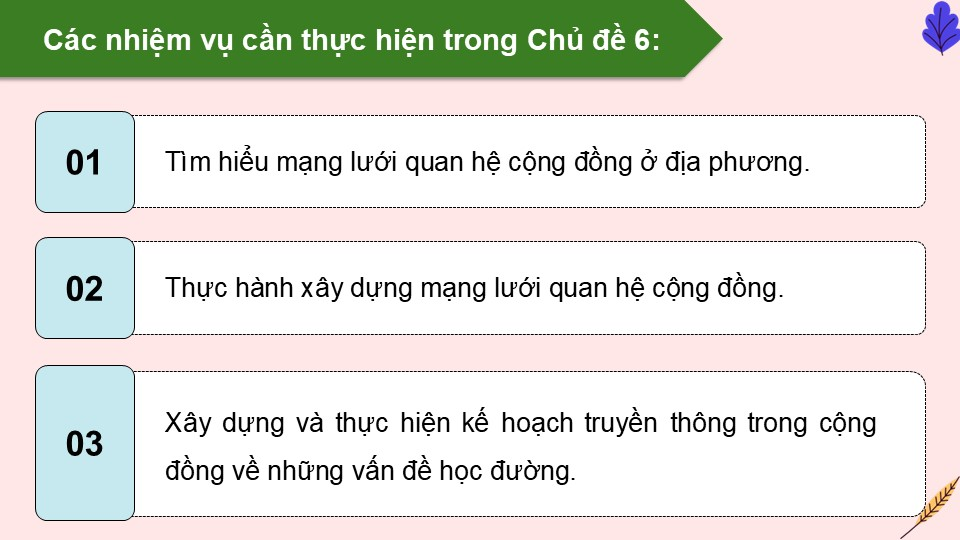 Các nhiệm vụ cần thực hiện trong Chủ đề 6:
01
Tìm hiểu mạng lưới quan hệ cộng đồng ở địa phương.
02
Thực hành xây dựng mạng lưới quan hệ cộng đồng.
03
Xây dựng và thực hiện kế hoạch truyền thông trong cộng
đồng về những vấn đề học đường.